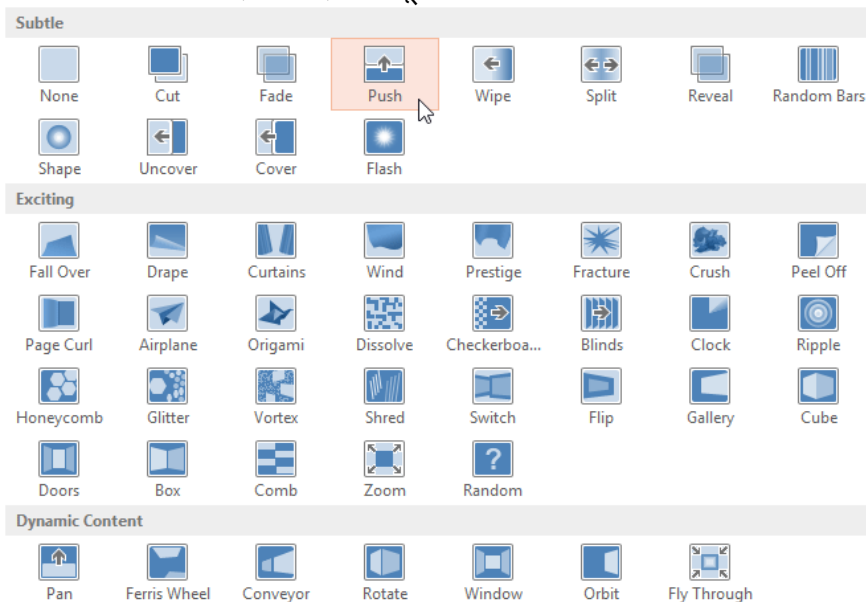 Subtle
None Cut Fade Push Wipe Split Reveal Random Bars
Shape Uncover Cover Flash
Exciting
Fall Over Drape Curtains Wind Prestige Fracture Crush Peel Off
Page Curl Airplane Origami Dissolve Checkerboa... Blinds Clock Ripple
Honeycomb Glitter Vortex Shred Switch Flip Gallery Cube
Doors Box Comb Zoom Random
?
Dynamic Content
Pan Ferris Wheel Conveyor Rotate Window Orbit Fly Through